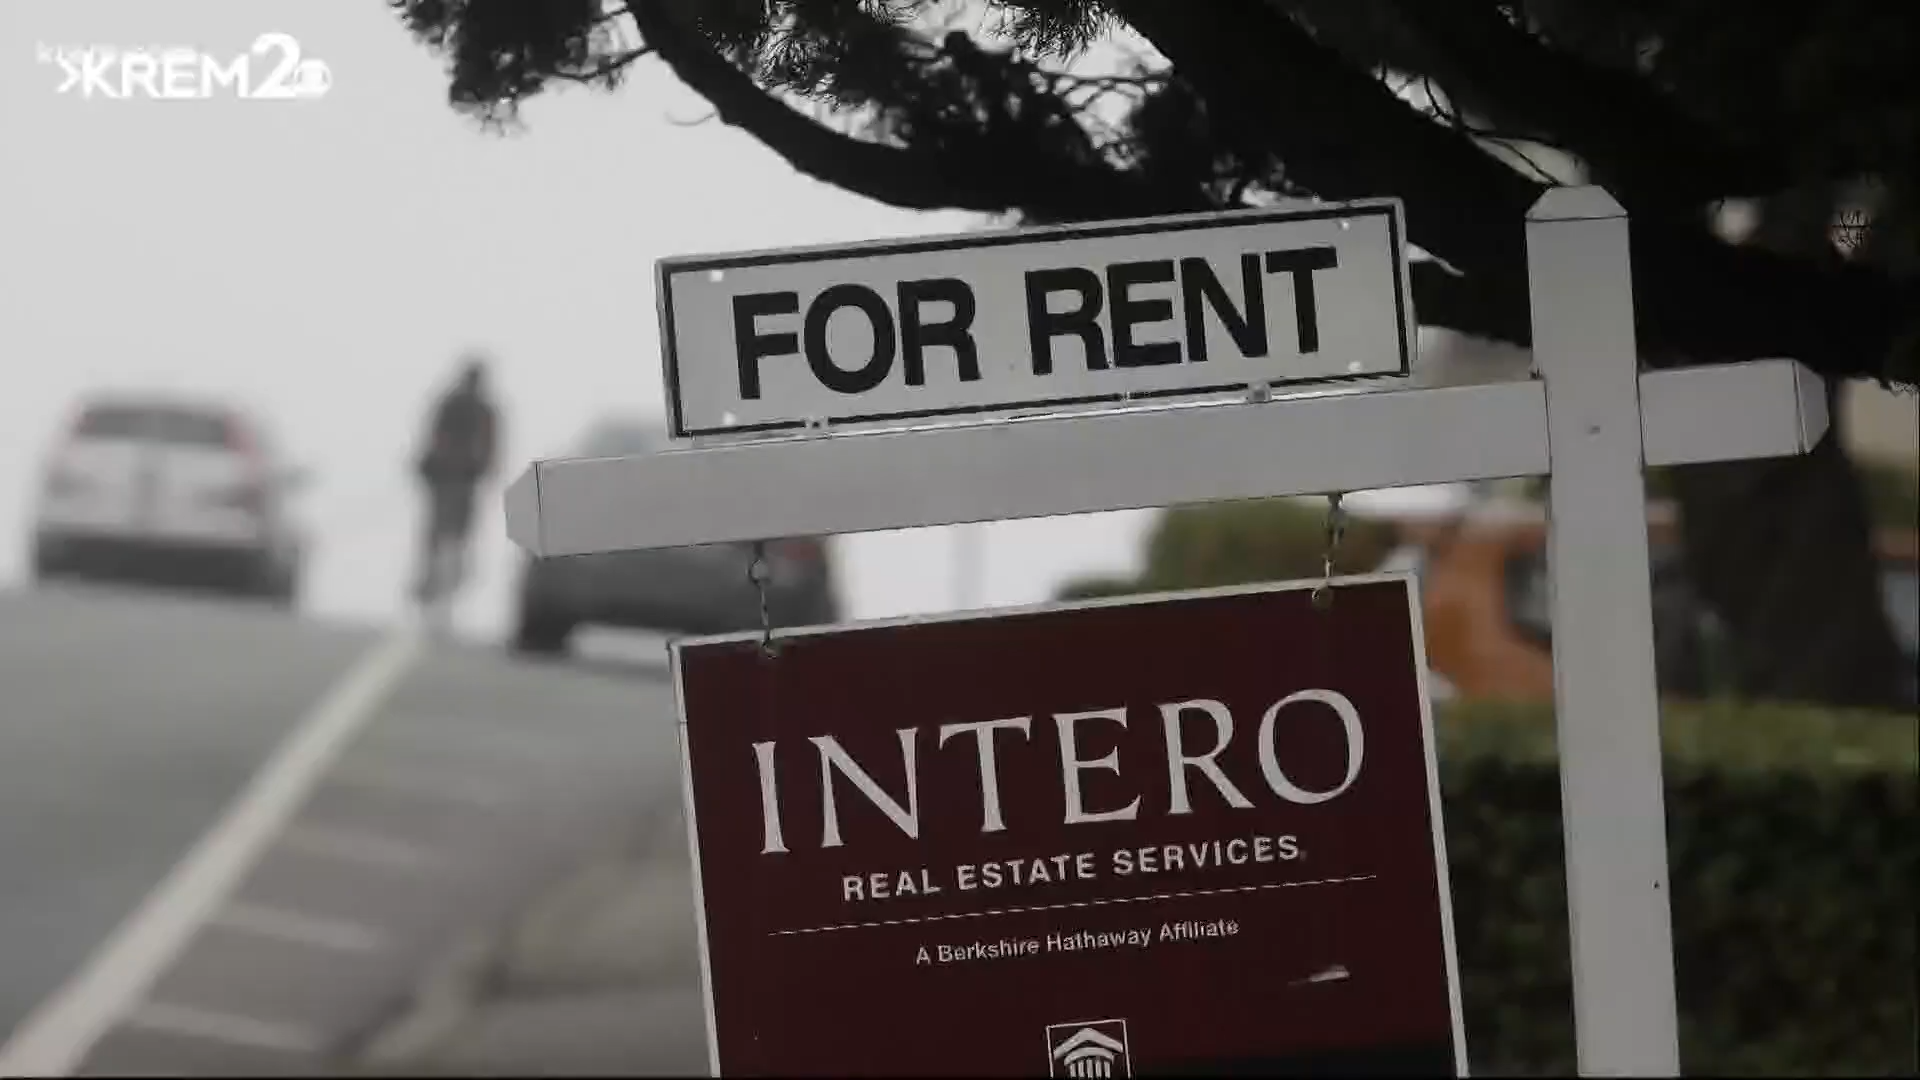 KREM2
FOR RENT
INTERO
REAL ESTATE SERVICES
A Berkshire Hathaway Affiliate